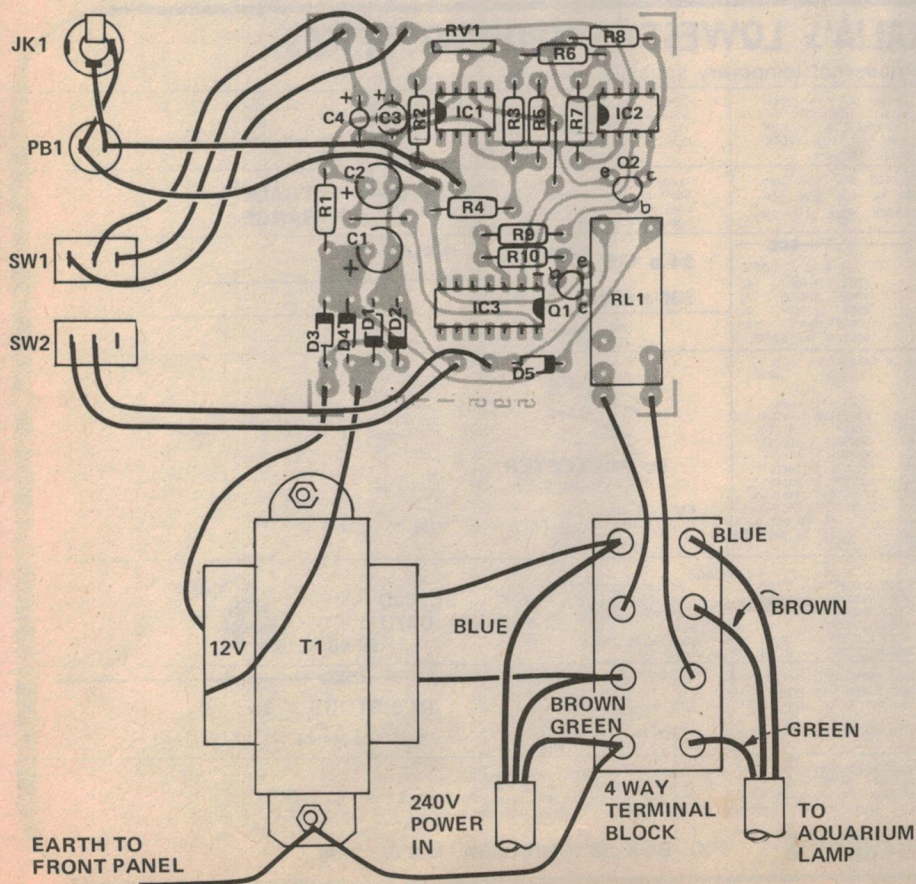 JK1
RV1
R8
R6
C4
C3
R2
IC1
R3
R5
R7
IC2
PB1
Q2
e
c
b
C2
R1
R4
C1
R9
R10
b
e
c
Q1
SW1
RL1
IC3
SW2
D3
D4
D1
D2
D5
12V
T1
BLUE
BLUE
BROWN
BROWN
GREEN
GREEN
240V
POWER
IN
4 WAY
TERMINAL
BLOCK
TO
AQUARIUM
LAMP
EARTH TO
FRONT PANEL